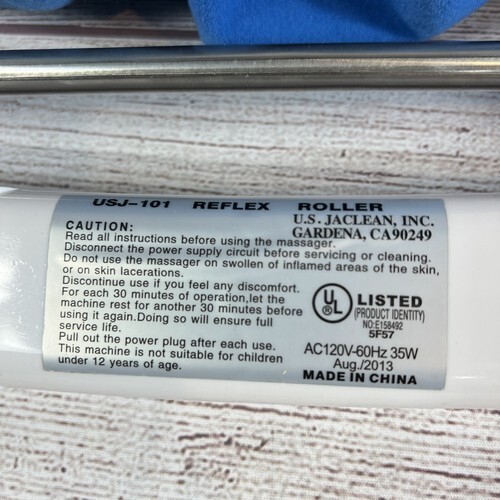 USJ-101 REFLEX ROLLER
U.S. JACLEAN, INC.
GARDENA, CA90249
CAUTION:
Read all instructions before using the massager.
Disconnect the power supply circuit before servicing or cleaning.
Do not use the massager on swollen of inflamed areas of the skin,
or on skin lacerations.
Discontinue use if you feel any discomfort.
For each 30 minutes of operation,let the
machine rest for another 30 minutes before
using it again.Doing so will ensure full
service life.
Pull out the power plug after each use.
This machine is not suitable for children
under 12 years of age.
UL
LISTED
(PRODUCT IDENTITY)
NO:E158492
5F57
AC120V-60Hz 35W
Aug./2013
MADE IN CHINA